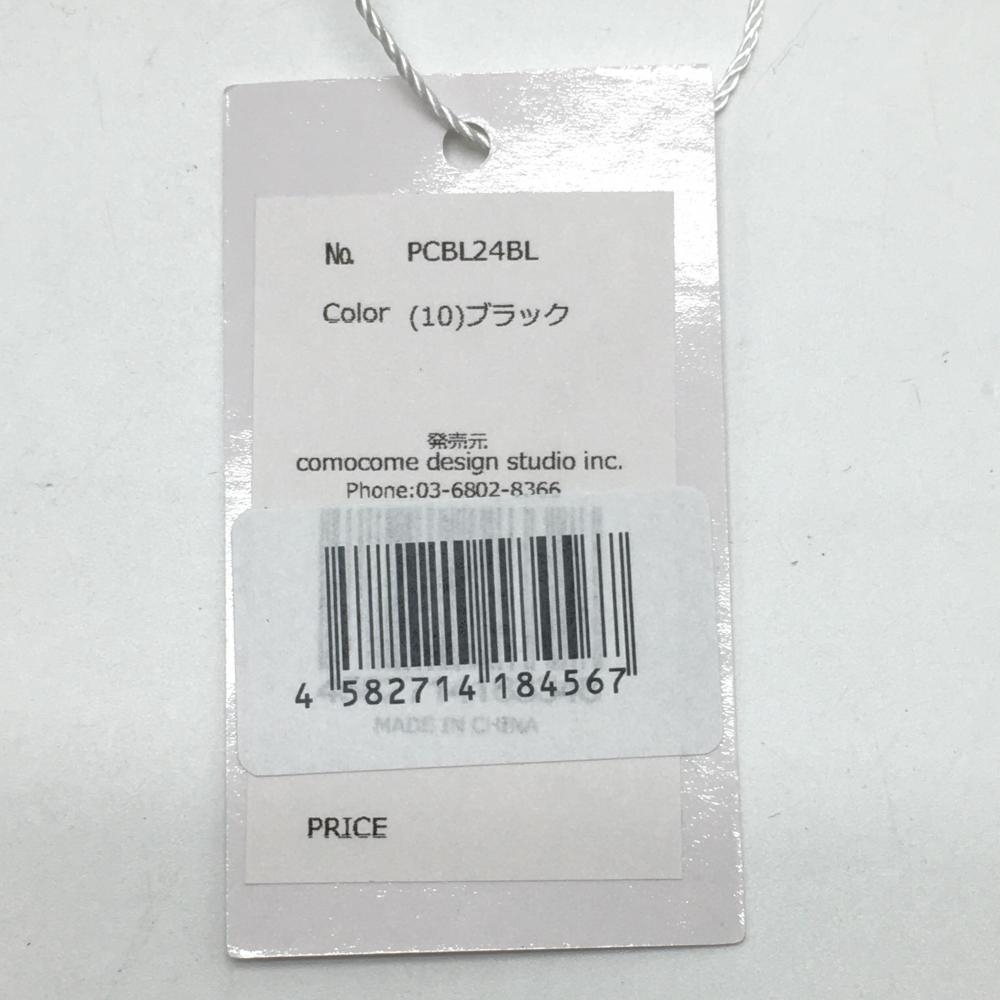 No. PCBL24BL
Color (10)ブラック
発売元
comocome design studio inc.
Phone:03-6802-8366
4 582714 184567
MADE IN CHINA
PRICE